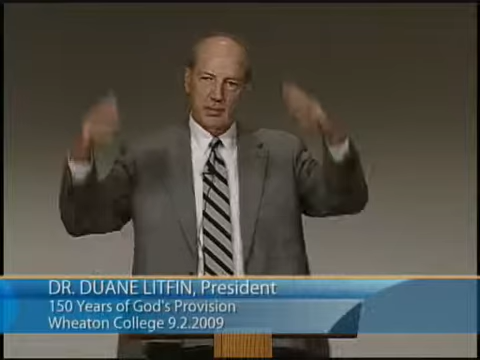 DR. DUANE LITFIN, President
150 Years of God's Provision
Wheaton College 9.2.2009